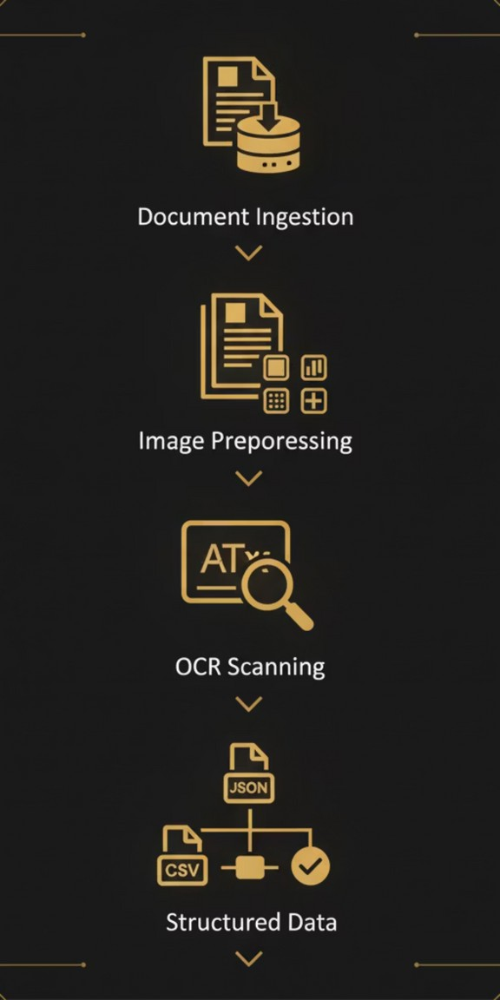 Document Ingestion
Image Preporessing
AT
OCR Scanning
JSON
CSV
Structured Data